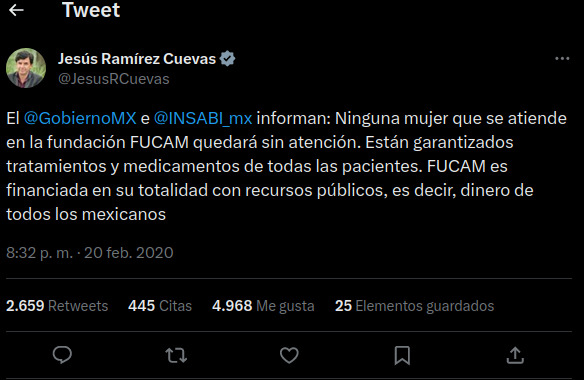 Tweet
Jesús Ramírez Cuevas
@JesusRCuevas
El @GobiernoMX e @INSABI_mx informan: Ninguna mujer que se atiende
en la fundación FUCAM quedará sin atención. Están garantizados
tratamientos y medicamentos de todas las pacientes. FUCAM es
financiada en su totalidad con recursos públicos, es decir, dinero de
todos los mexicanos
8:32 p. m. · 20 feb. 2020
2.659 Retweets 445 Citas 4.968 Me gusta 25 Elementos guardados